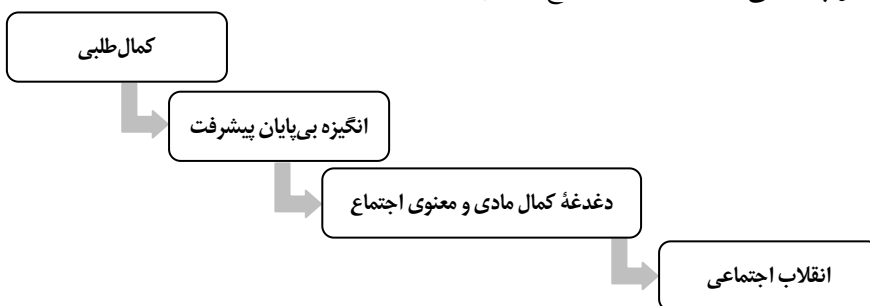 کمال‌طلبی
انگیزه بی‌پایان پیشرفت
دغدغهٔ کمال مادی و معنوی اجتماع
انقلاب اجتماعی